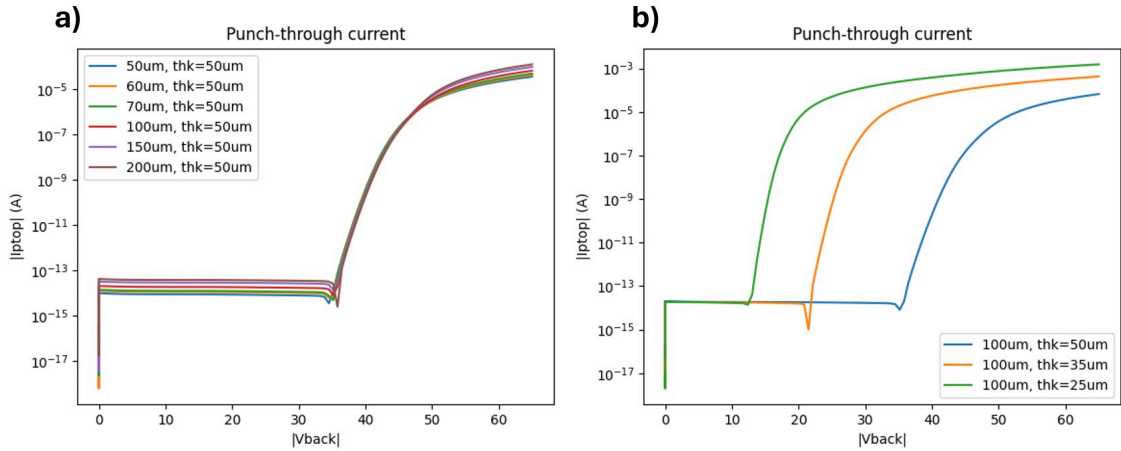 a)
Punch-through current
50um, thk=50um
60um, thk=50um
70um, thk=50um
100um, thk=50um
150um, thk=50um
200um, thk=50um
10⁻⁵
10⁻⁷
10⁻⁹
10⁻¹¹
10⁻¹³
10⁻¹⁵
10⁻¹⁷
|Iptop| (A)
0 10 20 30 40 50 60
|Vback|
b)
Punch-through current
10⁻³
10⁻⁵
10⁻⁷
10⁻⁹
10⁻¹¹
10⁻¹³
10⁻¹⁵
10⁻¹⁷
|Iptop| (A)
100um, thk=50um
100um, thk=35um
100um, thk=25um
0 10 20 30 40 50 60
|Vback|